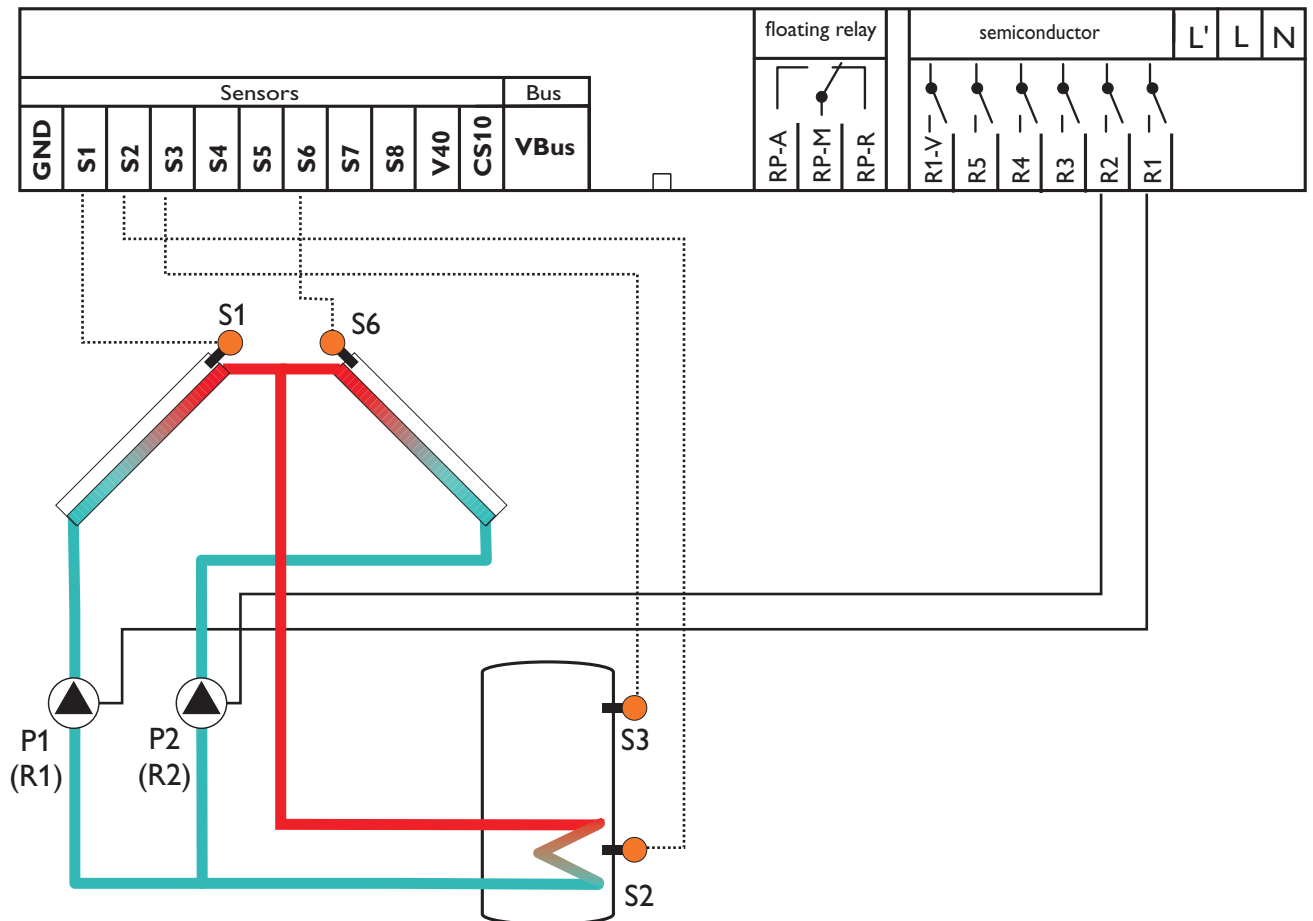 floating relay
semiconductor
L' L N
Sensors Bus
GND S1 S2 S3 S4 S5 S6 S7 S8 V40 CS10 VBus
RP-A RP-M RP-R
R1-V R5 R4 R3 R2 R1
S1 S6
P1 P2
(R1) (R2)
S3
S2